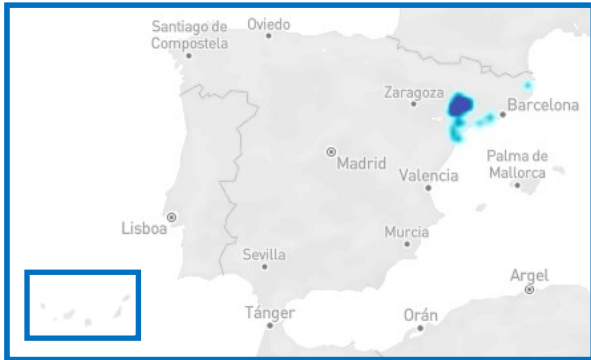 Santiago de
Compostela
Oviedo
Zaragoza
Barcelona
Madrid
Palma de
Mallorca
Valencia
Lisboa
Murcia
Sevilla
Argel
Tánger
Orán